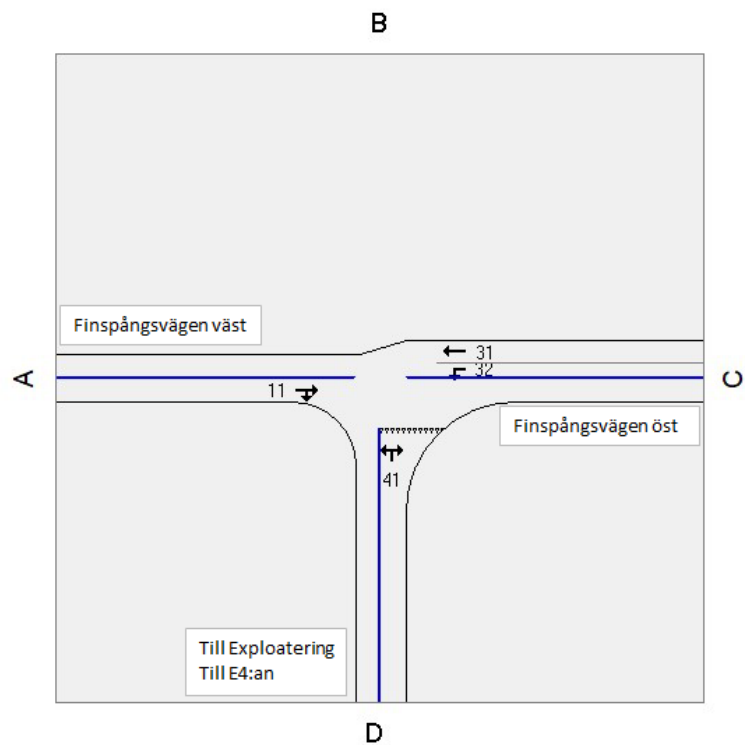 B
Finspångsvägen väst
31
32
A
C
11
Finspångsvägen öst
41
Till Exploatering
Till E4:an
D